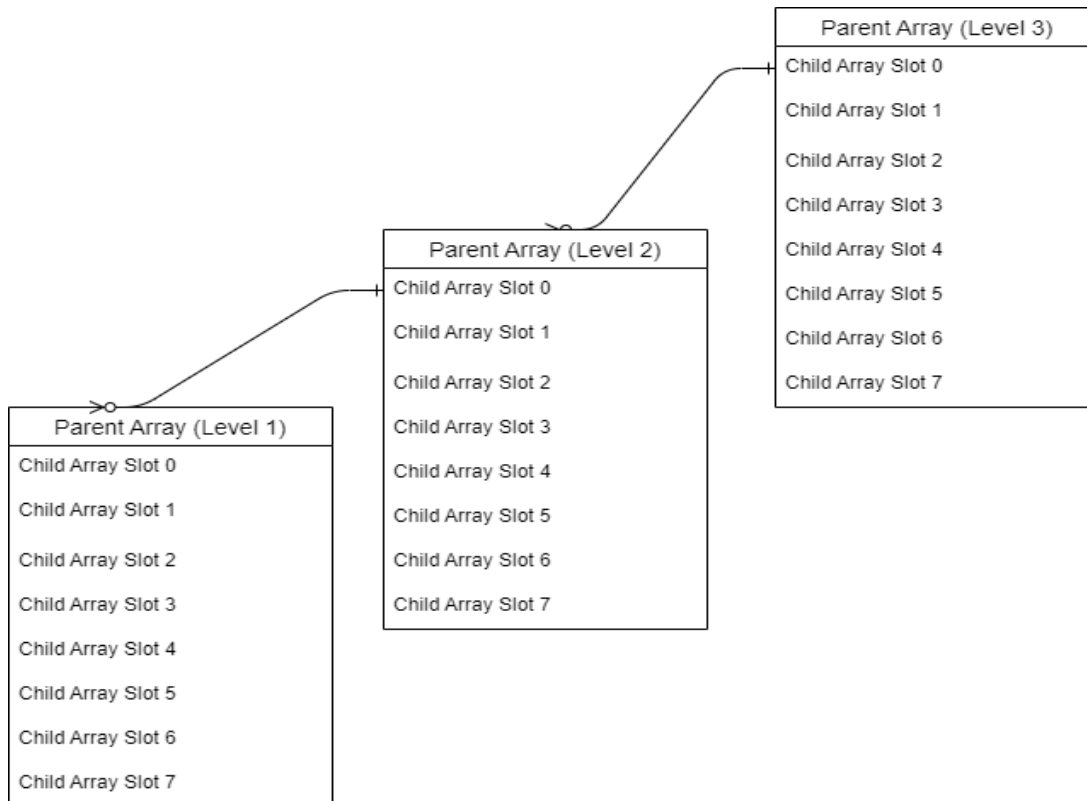 Parent Array (Level 3)
Child Array Slot 0
Child Array Slot 1
Child Array Slot 2
Child Array Slot 3
Child Array Slot 4
Child Array Slot 5
Child Array Slot 6
Child Array Slot 7
Parent Array (Level 2)
Child Array Slot 0
Child Array Slot 1
Child Array Slot 2
Child Array Slot 3
Child Array Slot 4
Child Array Slot 5
Child Array Slot 6
Child Array Slot 7
Parent Array (Level 1)
Child Array Slot 0
Child Array Slot 1
Child Array Slot 2
Child Array Slot 3
Child Array Slot 4
Child Array Slot 5
Child Array Slot 6
Child Array Slot 7